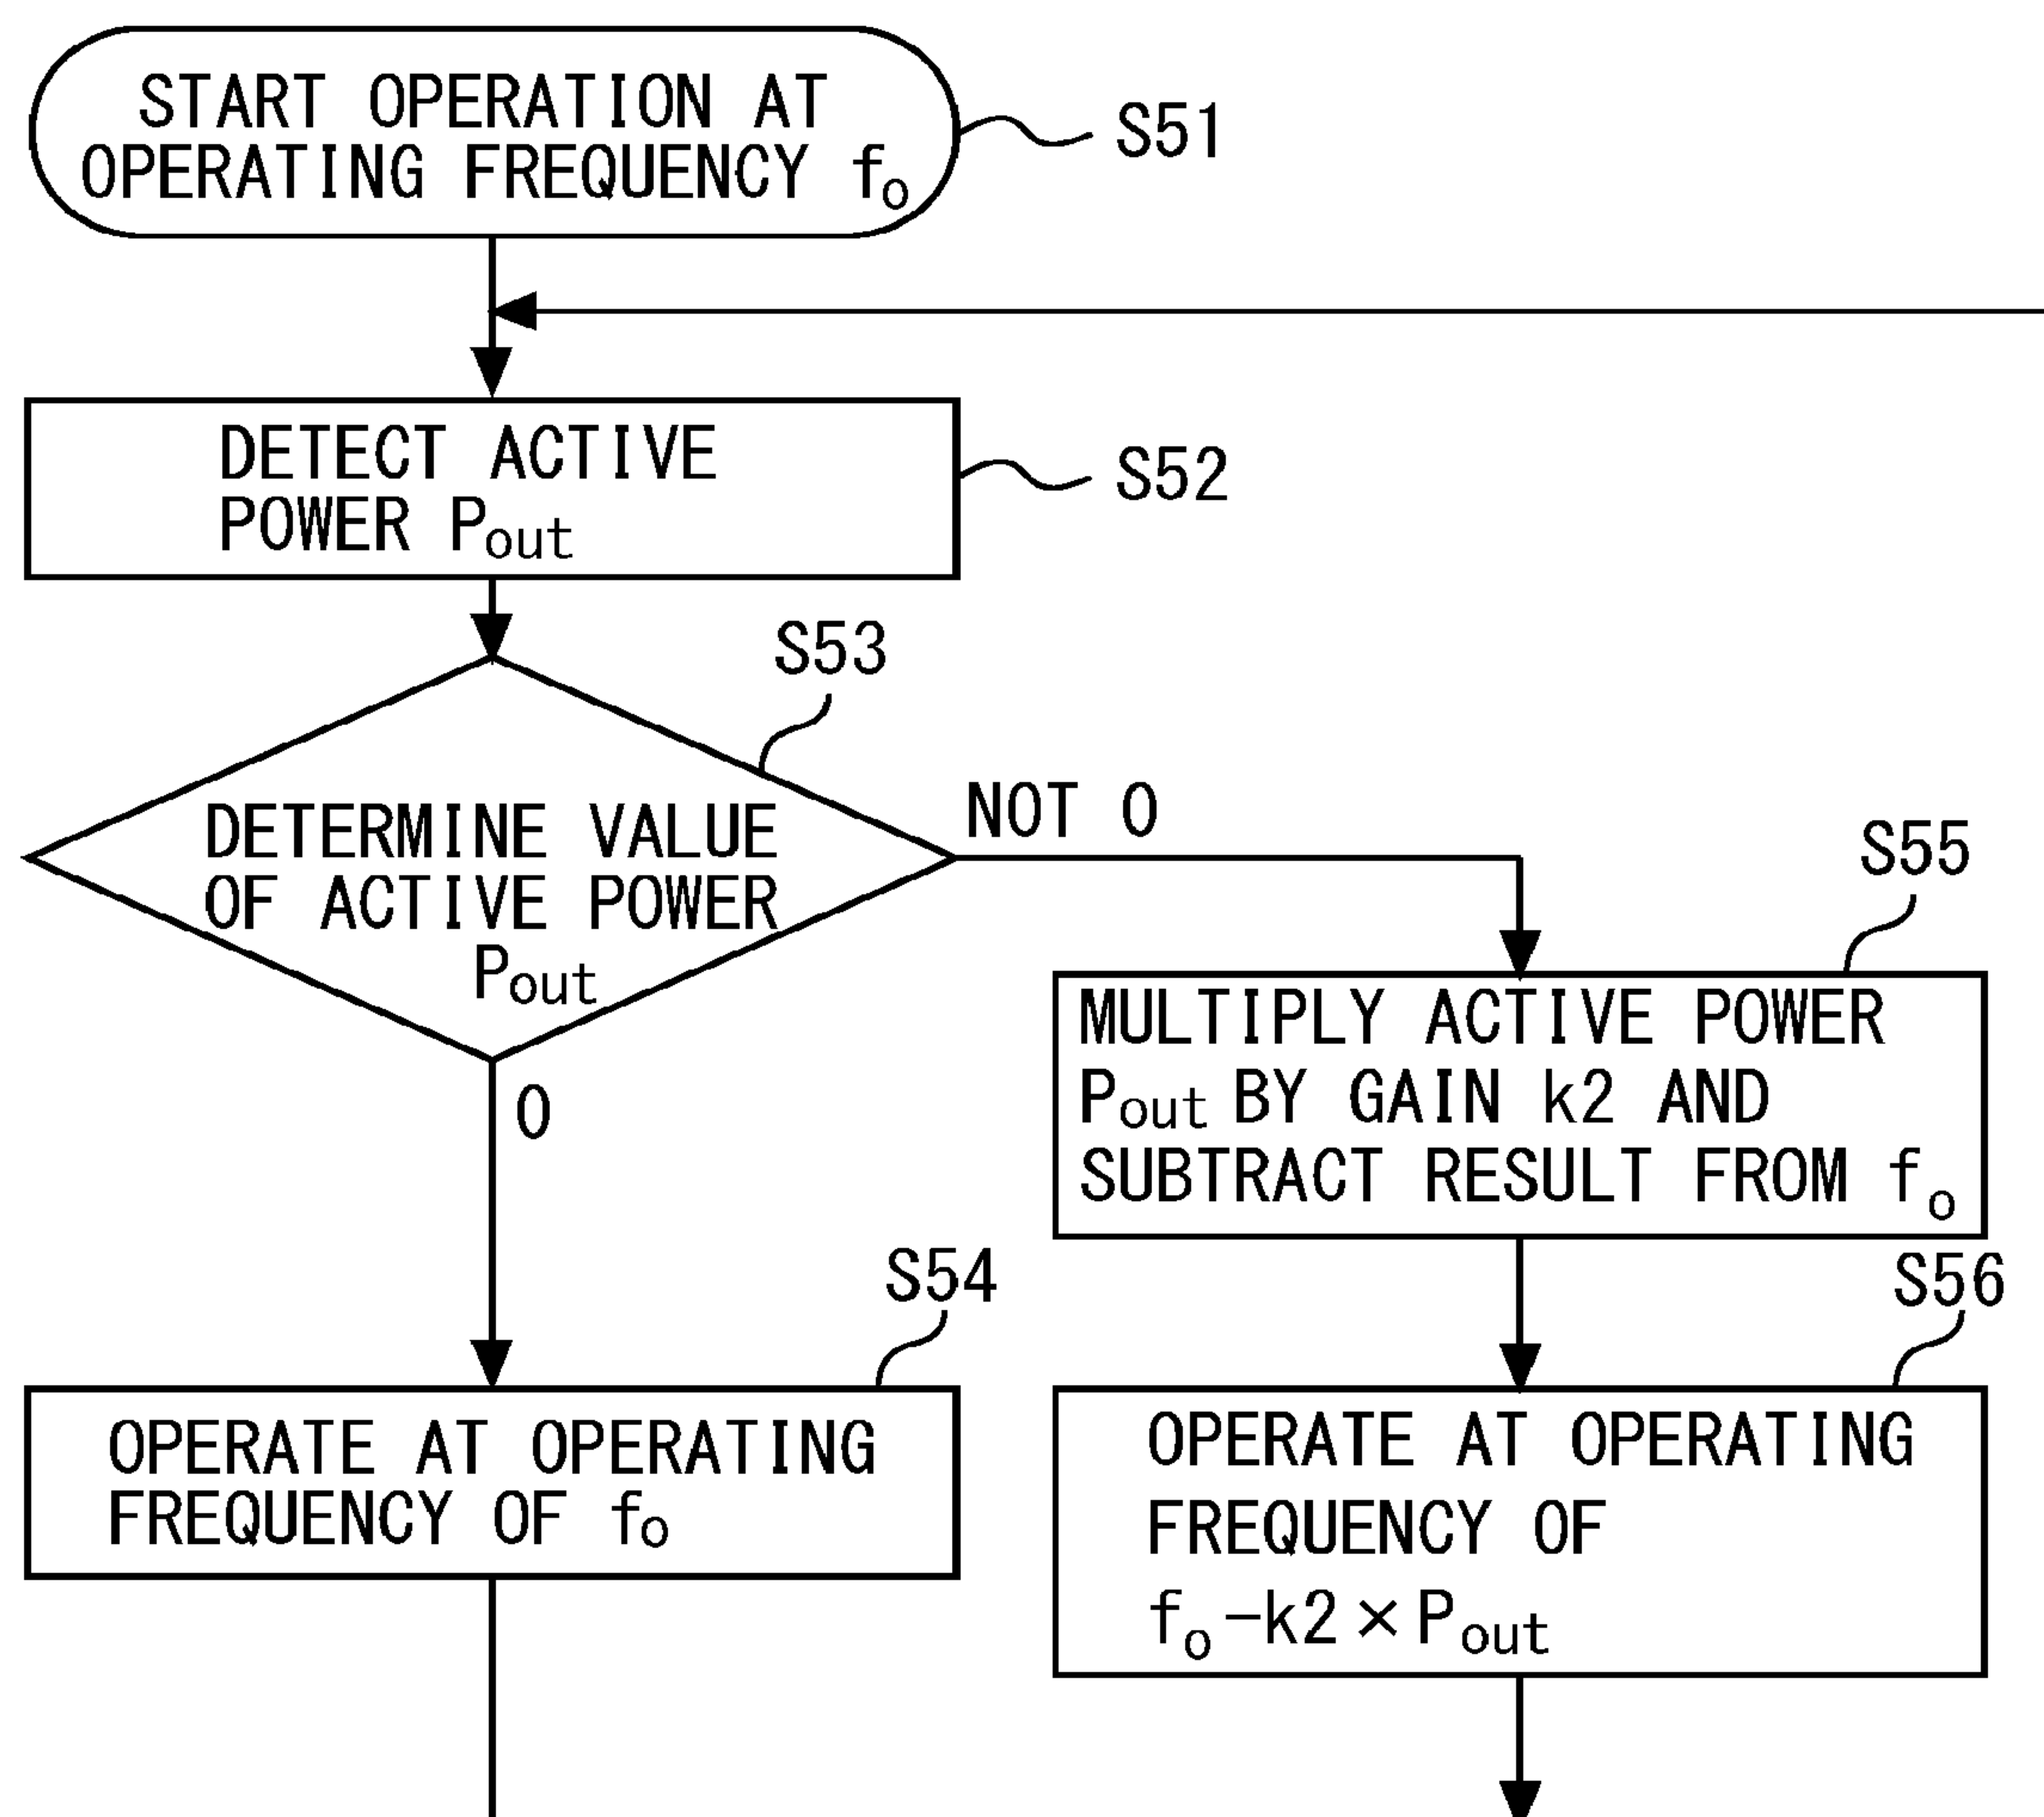 START OPERATION AT
OPERATING FREQUENCY fo
S51
DETECT ACTIVE
POWER Pout
S52
S53
DETERMINE VALUE
OF ACTIVE POWER
Pout
NOT 0
0
S55
MULTIPLY ACTIVE POWER
Pout BY GAIN k2 AND
SUBTRACT RESULT FROM fo
S54
OPERATE AT OPERATING
FREQUENCY OF fo
S56
OPERATE AT OPERATING
FREQUENCY OF
fo-k2×Pout